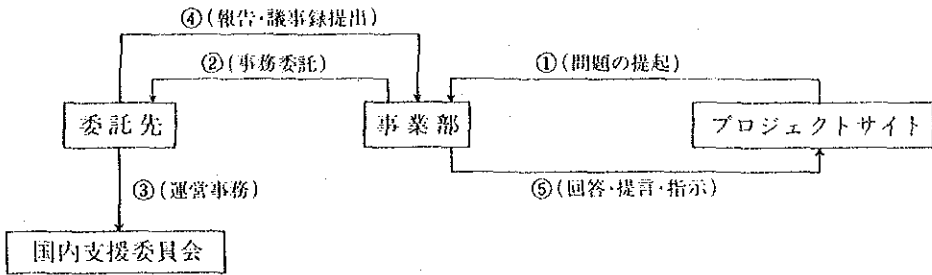 ④(報告・議事録提出)
②(事務委託)
①(問題の提起)
委託先
事業部
プロジェクトサイト
③(運営事務)
⑤(回答・提言・指示)
国内支援委員会